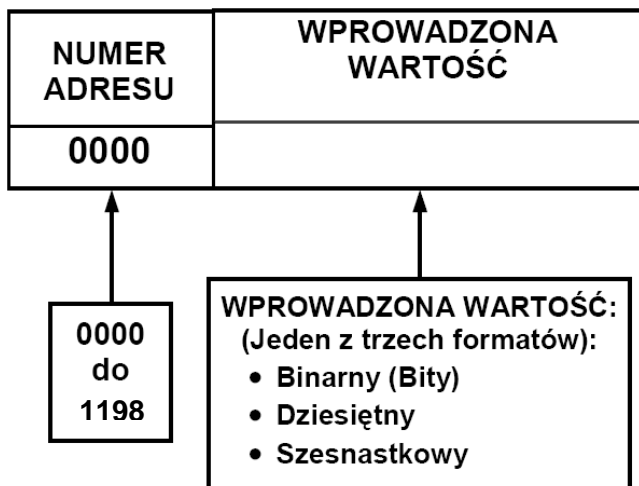 NUMER
ADRESU
WPROWADZONA
WARTOŚĆ
0000
0000
do
1198
WPROWADZONA WARTOŚĆ:
(Jeden z trzech formatów):
• Binarny (Bity)
• Dziesiętny
• Szesnastkowy